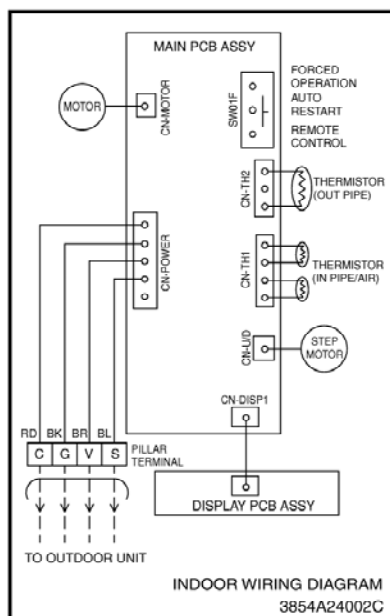 MAIN PCB ASSY
MOTOR
CN-MOTOR
SW01F
FORCED
OPERATION
AUTO
RESTART
REMOTE
CONTROL
CN-TH2
THERMISTOR
(OUT PIPE)
CN-POWER
CN-TH1
THERMISTOR
(IN PIPE/AIR)
CN-U/D
STEP
MOTOR
CN-DISP1
RD BK BR BL
C G V S
PILLAR
TERMINAL
DISPLAY PCB ASSY
TO OUTDOOR UNIT
INDOOR WIRING DIAGRAM
3854A24002C